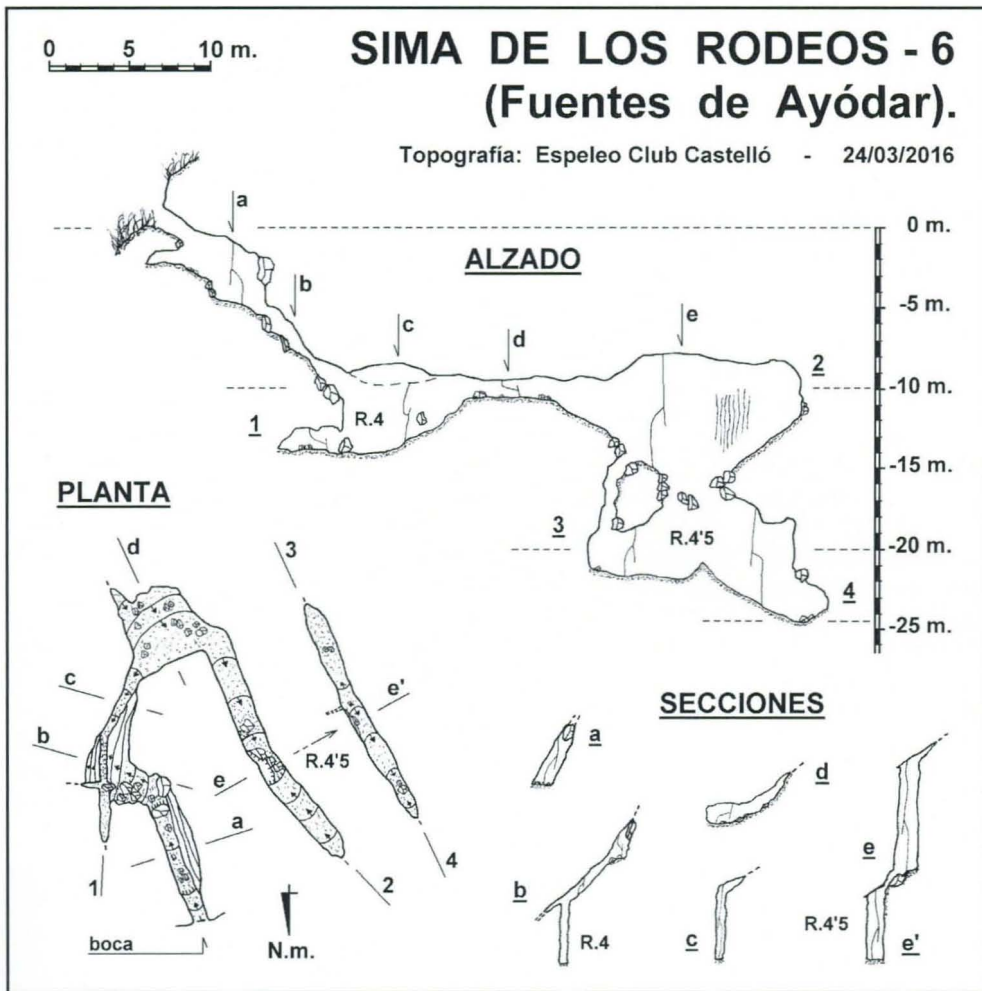 0 5 10 m.
SIMA DE LOS RODEOS - 6
(Fuentes de Ayódar).
Topografía: Espeleo Club Castelló - 24/03/2016
a
0 m.
ALZADO
b
-5 m.
c
d
e
2
-10 m.
R.4
1
-15 m.
PLANTA
3
R.4'5
-20 m.
d
3
4
-25 m.
c
e'
SECCIONES
b
R.4'5
a
e
d
a
e
1
2
4
b
R.4
c
R.4'5
e'
boca
N.m.